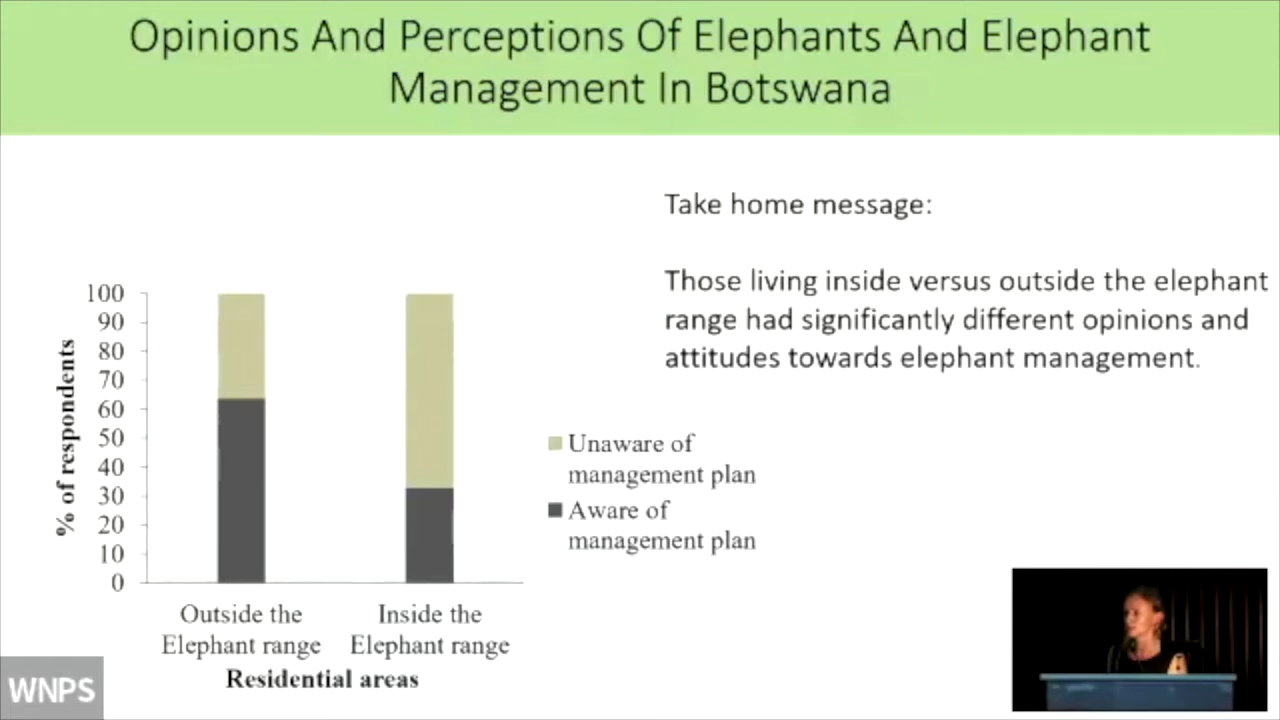 Opinions And Perceptions Of Elephants And Elephant
Management In Botswana
Take home message:
Those living inside versus outside the elephant
range had significantly different opinions and
attitudes towards elephant management.
% of respondents
100
90
80
70
60
50
40
30
20
10
0
Outside the
Elephant range
Inside the
Elephant range
Residential areas
Unaware of
management plan
Aware of
management plan
WNPS